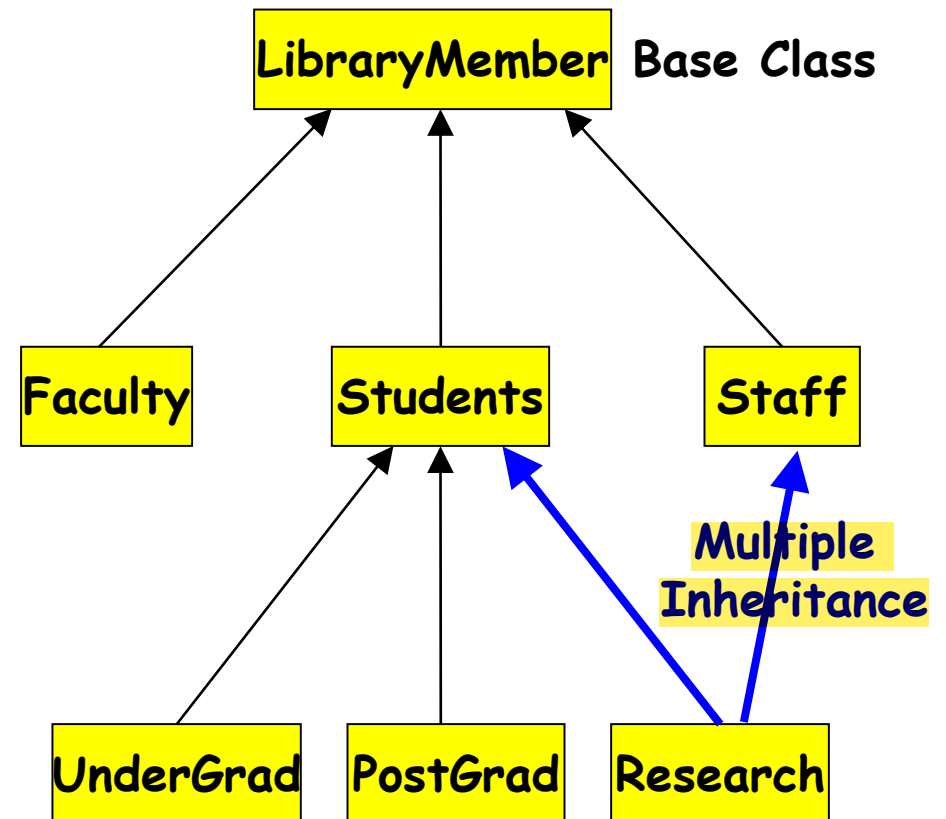 LibraryMember Base Class
Faculty Students Staff
Multiple
Inheritance
UnderGrad PostGrad Research